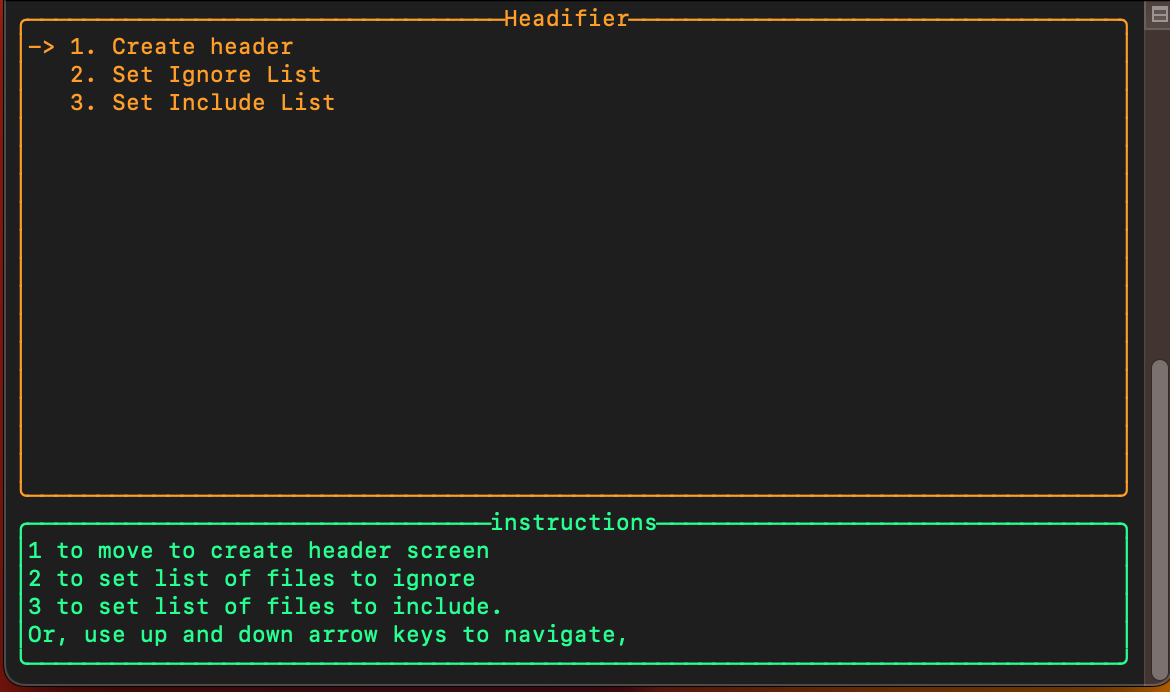 Headifier
—> 1. Create header
2. Set Ignore List
3. Set Include List
instructions
1 to move to create header screen
2 to set list of files to ignore
3 to set list of files to include.
Or, use up and down arrow keys to navigate,